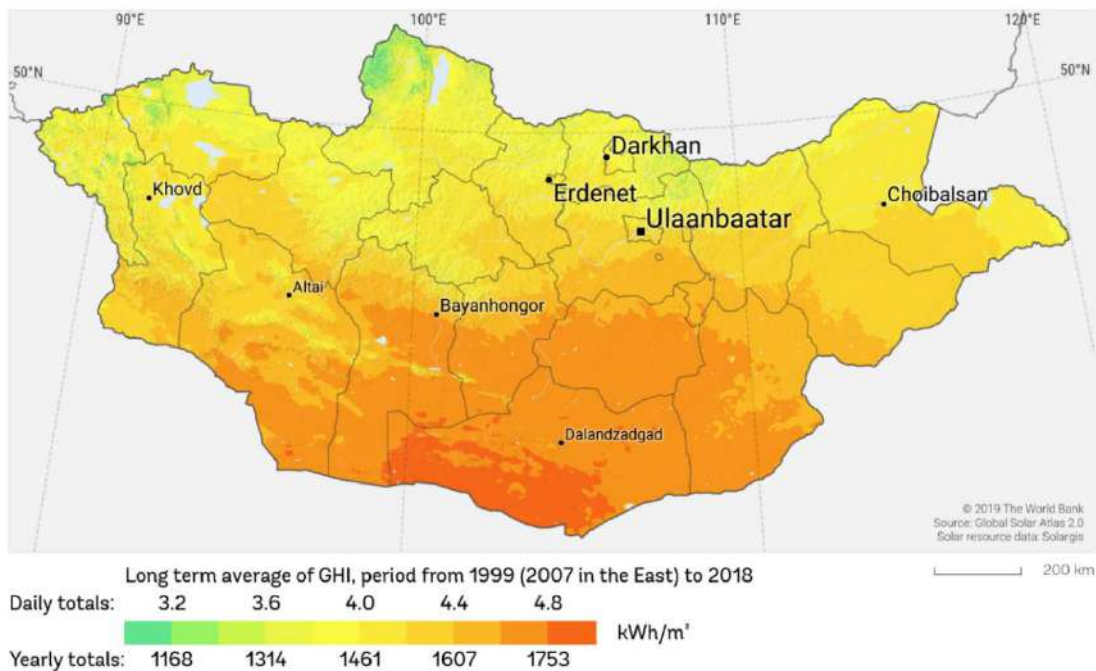 90°E 100°E 110°E 120°E
50°N 50°N
Darkhan
Khovd Erdenet Choibalsan
Ulaanbaatar
Altai
Bayanhongor
Dalandzadgad
© 2019 The World Bank
Source: Global Solar Atlas 2.0
Solar resource data: Solargis
Long term average of GHI, period from 1999 (2007 in the East) to 2018
200 km
Daily totals: 3.2 3.6 4.0 4.4 4.8
kWh/m²
Yearly totals: 1168 1314 1461 1607 1753